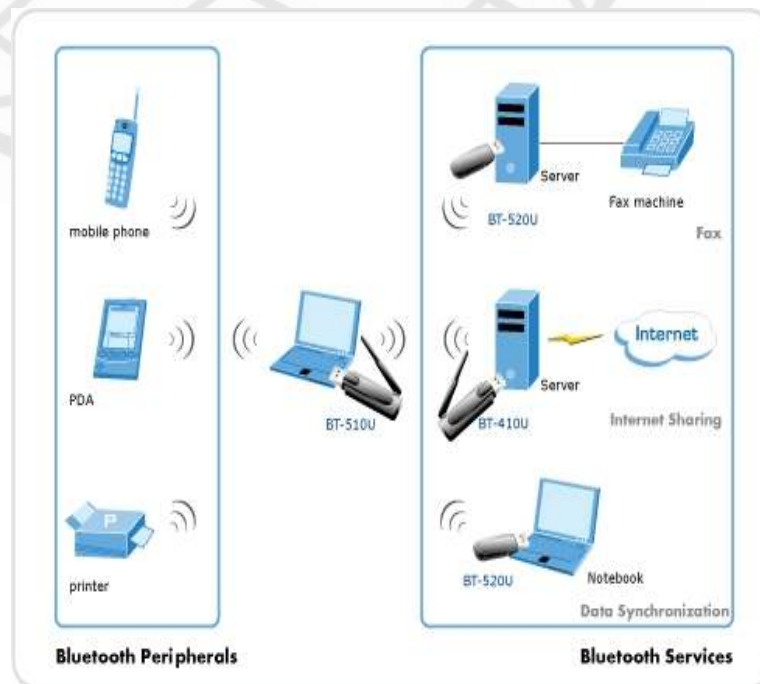 mobile phone
PDA
P
printer
Bluetooth Peripherals
BT-510U
Server
BT-520U
Fax machine
Fax
Internet
Server
BT-410U
Internet Sharing
BT-520U
Notebook
Data Synchronization
Bluetooth Services